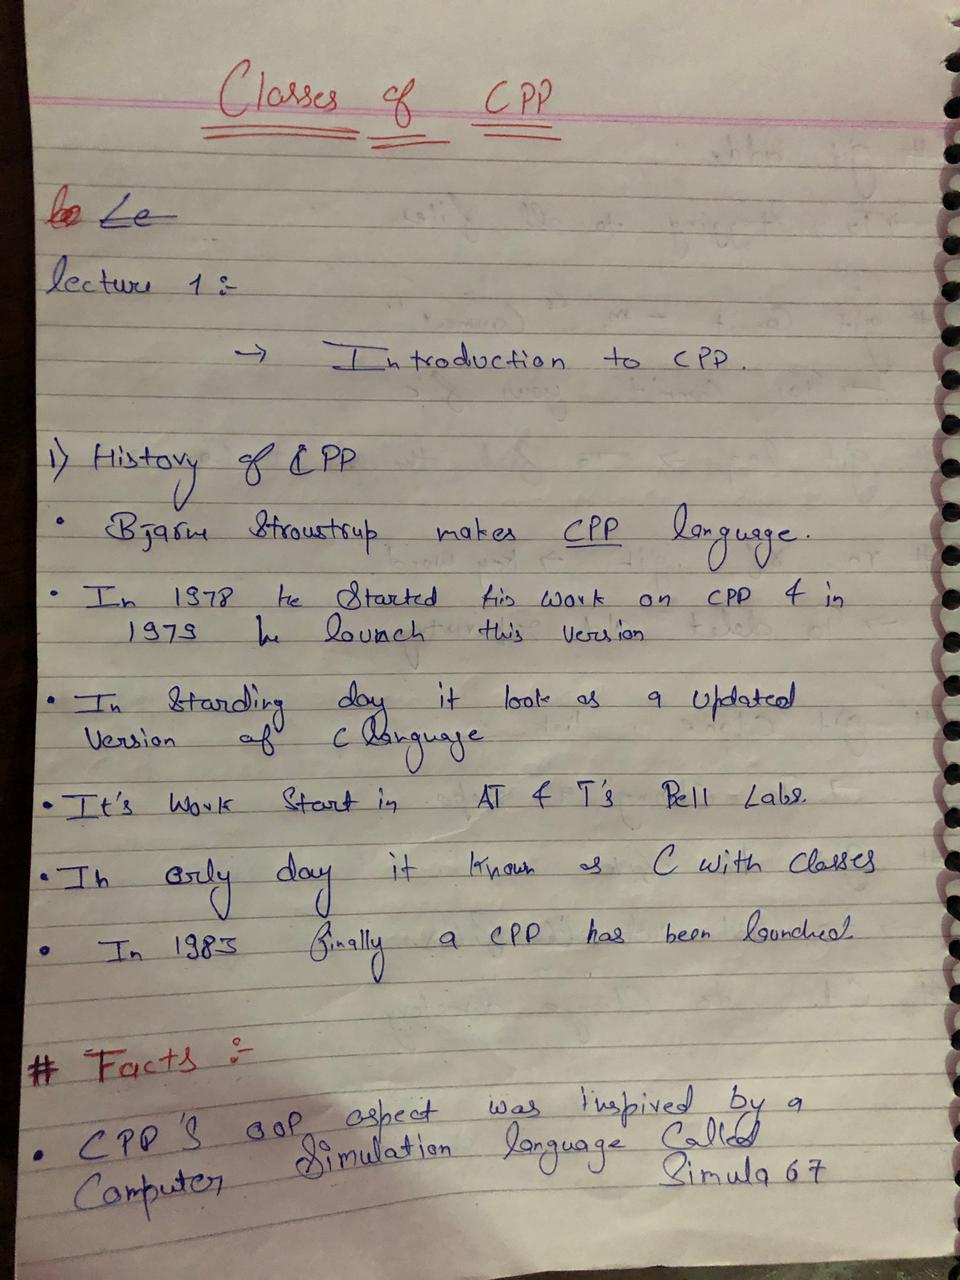 Classes of CPP
Le
lecture 1 :-
→ Introduction to CPP.
1) History of CPP
• Bjarne Stroustrup makes CPP language.
• In 1978 he Started his work on CPP & in
1979 he lounch this version
• In Starding day it look as a updated
Version of C language
• It's Work Start in AT & T's Bell Labs.
• In erly day it known as C with Classes
• In 1983 finally a CPP has been launched
# Facts :-
• CPP'S OOP aspect was inspired by a
Computer Simulation language Called
Simula 67